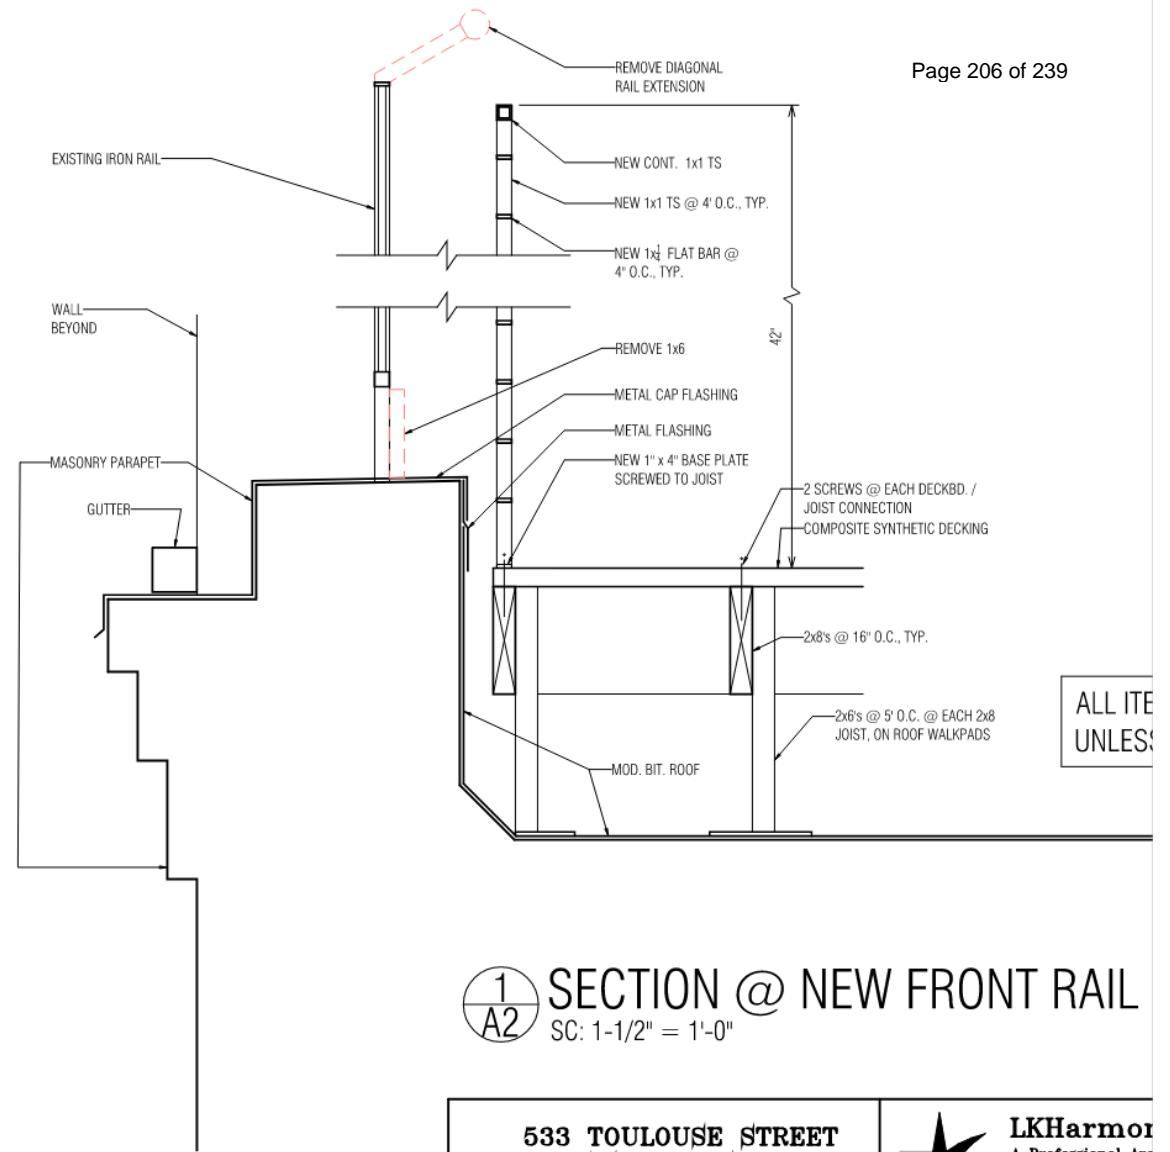 Page 206 of 239
REMOVE DIAGONAL
RAIL EXTENSION
EXISTING IRON RAIL
NEW CONT. 1x1 TS
NEW 1x1 TS @ 4' O.C., TYP.
NEW 1x1/4 FLAT BAR @
4" O.C., TYP.
WALL
BEYOND
42"
REMOVE 1x6
METAL CAP FLASHING
METAL FLASHING
NEW 1" x 4" BASE PLATE
SCREWED TO JOIST
MASONRY PARAPET
GUTTER
2 SCREWS @ EACH DECKBD. /
JOIST CONNECTION
COMPOSITE SYNTHETIC DECKING
2x8's @ 16" O.C., TYP.
2x6's @ 5' O.C. @ EACH 2x8
JOIST, ON ROOF WALKPADS
ALL ITE
UNLESS
MOD. BIT. ROOF
1
A2
SECTION @ NEW FRONT RAIL
SC: 1-1/2" = 1'-0"
533 TOULOUSE STREET
LKHarmon